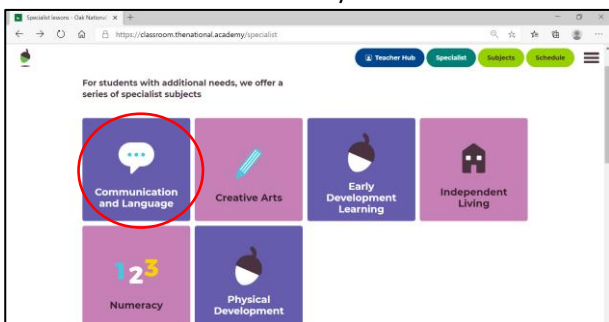 Specialist lessons - Oak National
https://classroom.thenational.academy/specialist
Teacher Hub
Specialist
Subjects
Schedule
For students with additional needs, we offer a
series of specialist subjects
Communication
and Language
Creative Arts
Early
Development
Learning
Independent
Living
123
Numeracy
Physical
Development